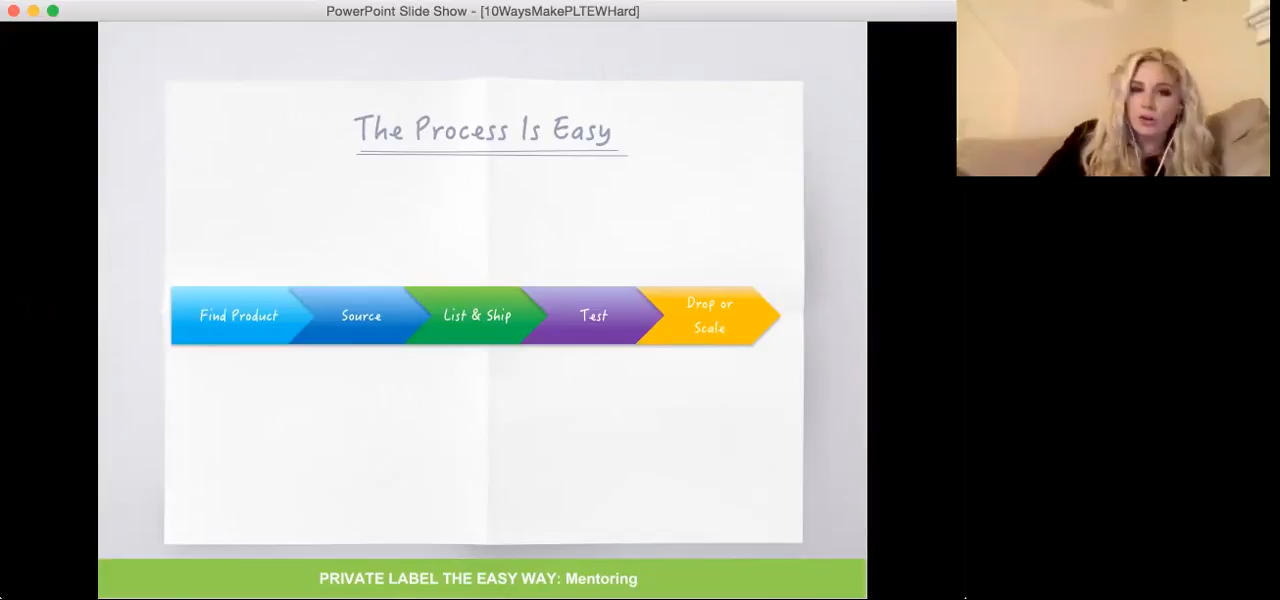 PowerPoint Slide Show - [10WaysMakePLTEWHard]
The Process Is Easy
Find Product
Source
List & Ship
Test
Drop or
Scale
PRIVATE LABEL THE EASY WAY: Mentoring